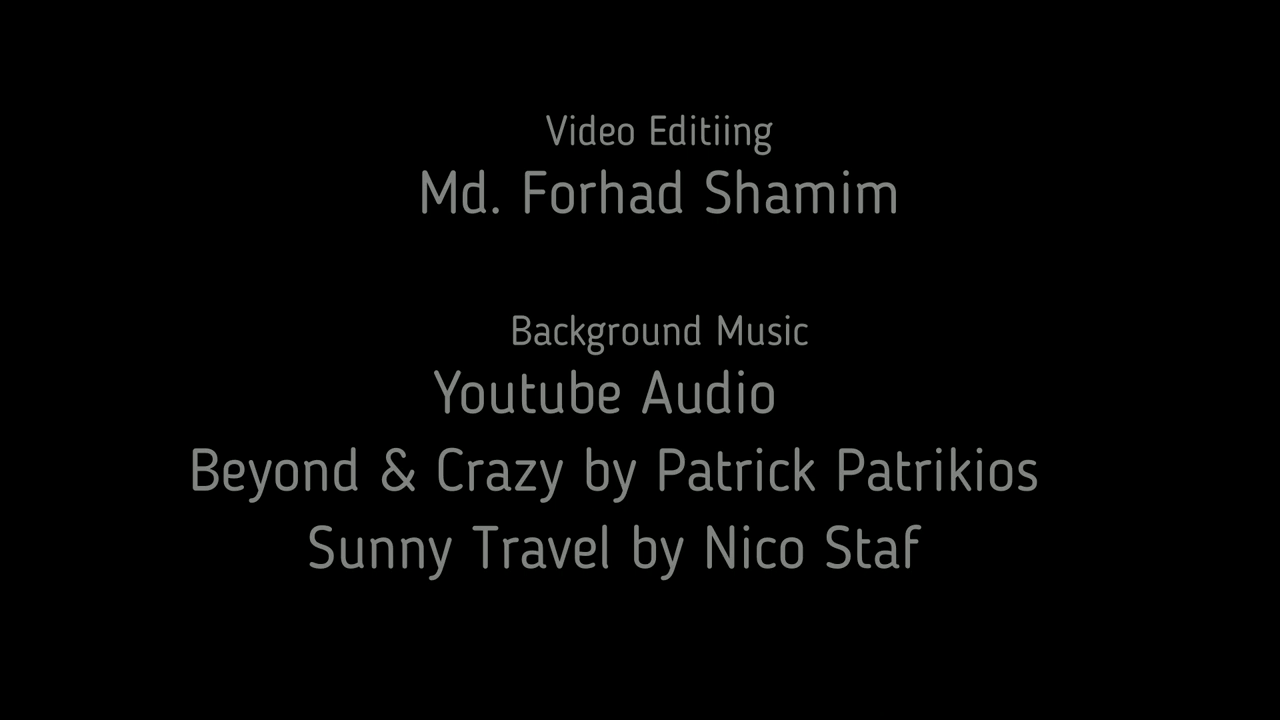 Video Editiing
Md. Forhad Shamim
Background Music
Youtube Audio
Beyond & Crazy by Patrick Patrikios
Sunny Travel by Nico Staf